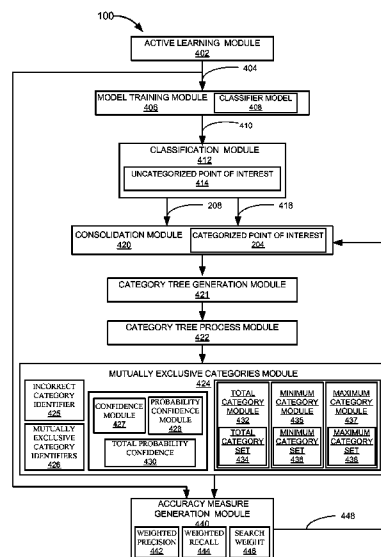 100
ACTIVE LEARNING MODULE
402
404
MODEL TRAINING MODULE
406
CLASSIFIER MODEL
408
410
CLASSIFICATION MODULE
412
UNCATEGORIZED POINT OF INTEREST
414
208
418
CONSOLIDATION MODULE
420
CATEGORIZED POINT OF INTEREST
204
CATEGORY TREE GENERATION MODULE
421
CATEGORY TREE PROCESS MODULE
422
MUTUALLY EXCLUSIVE CATEGORIES MODULE
424
INCORRECT
CATEGORY
IDENTIFIER
425
MUTUALLY
EXCLUSIVE
CATEGORY
IDENTIFIERS
426
CONFIDENCE
MODULE
427
PROBABILITY
CONFIDENCE
MODULE
428
TOTAL PROBABILITY
CONFIDENCE
430
TOTAL
CATEGORY
MODULE
432
TOTAL
CATEGORY
SET
434
MINIMUM
CATEGORY
MODULE
435
MINIMUM
CATEGORY
SET
436
MAXIMUM
CATEGORY
MODULE
437
MAXIMUM
CATEGORY
SET
438
ACCURACY MEASURE
GENERATION MODULE
440
WEIGHTED
PRECISION
442
WEIGHTED
RECALL
444
SEARCH
WEIGHT
446
448